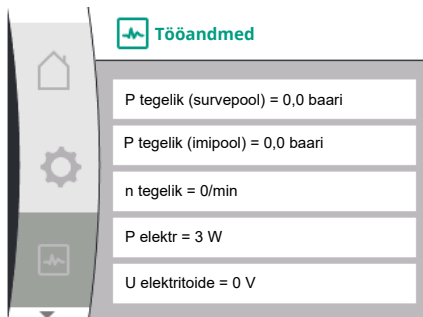 Tööandmed
P tegelik (survepool) = 0,0 baari
P tegelik (imipool) = 0,0 baari
n tegelik = 0/min
P elektr = 3 W
U elektritoide = 0 V